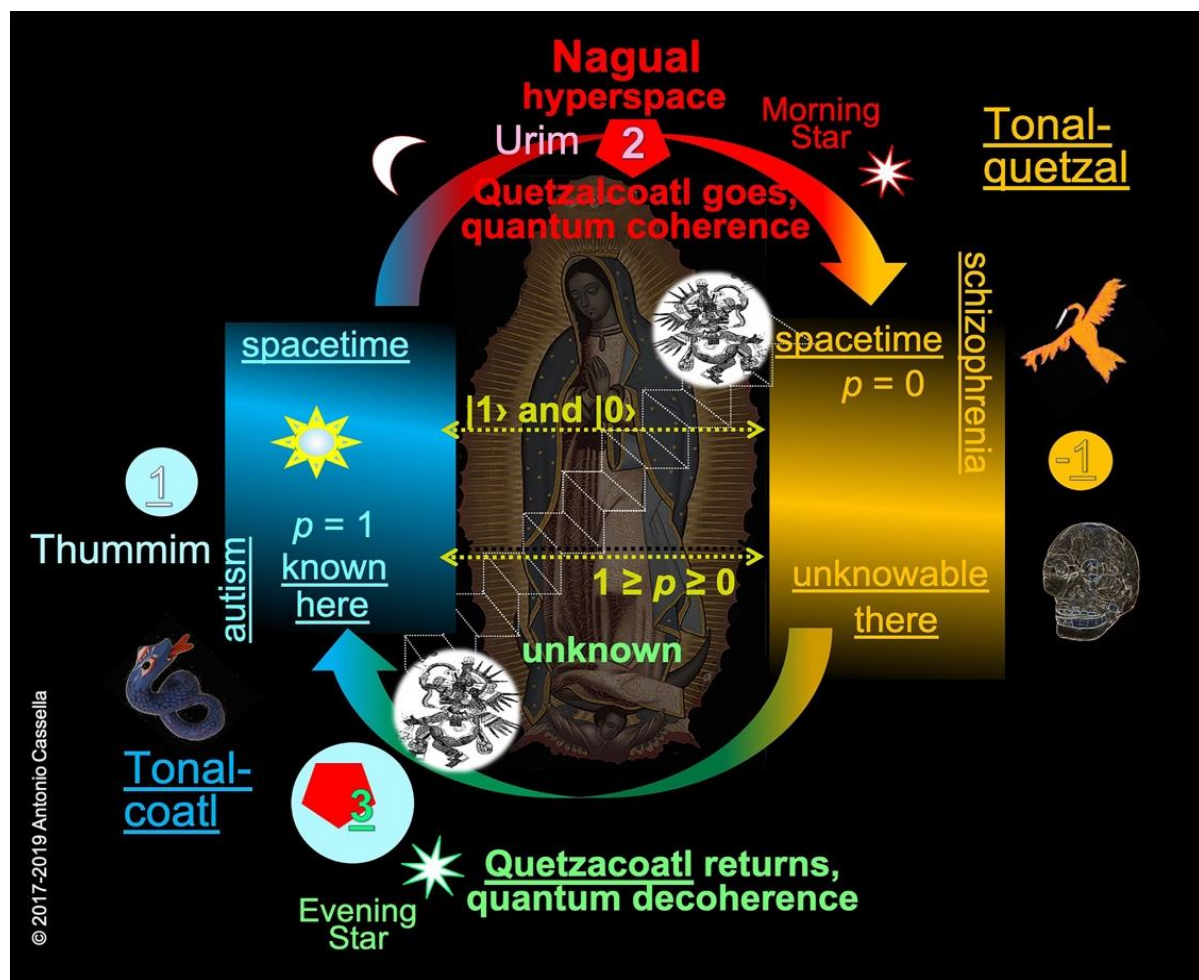 Nagual
hyperspace
Urim
2
Morning
Star
Quetzalcoatl goes,
quantum coherence
Tonal-
quetzal
spacetime
|1› and |0›
p = 1
known
here
autism
1
Thummim
Tonal-
coatl
spacetime
p = 0
schizophrenia
-1
1 ≥ p ≥ 0
unknown
unknowable
there
3
Evening
Star
Quetzacoatl returns,
quantum decoherence
© 2017-2019 Antonio Cassella